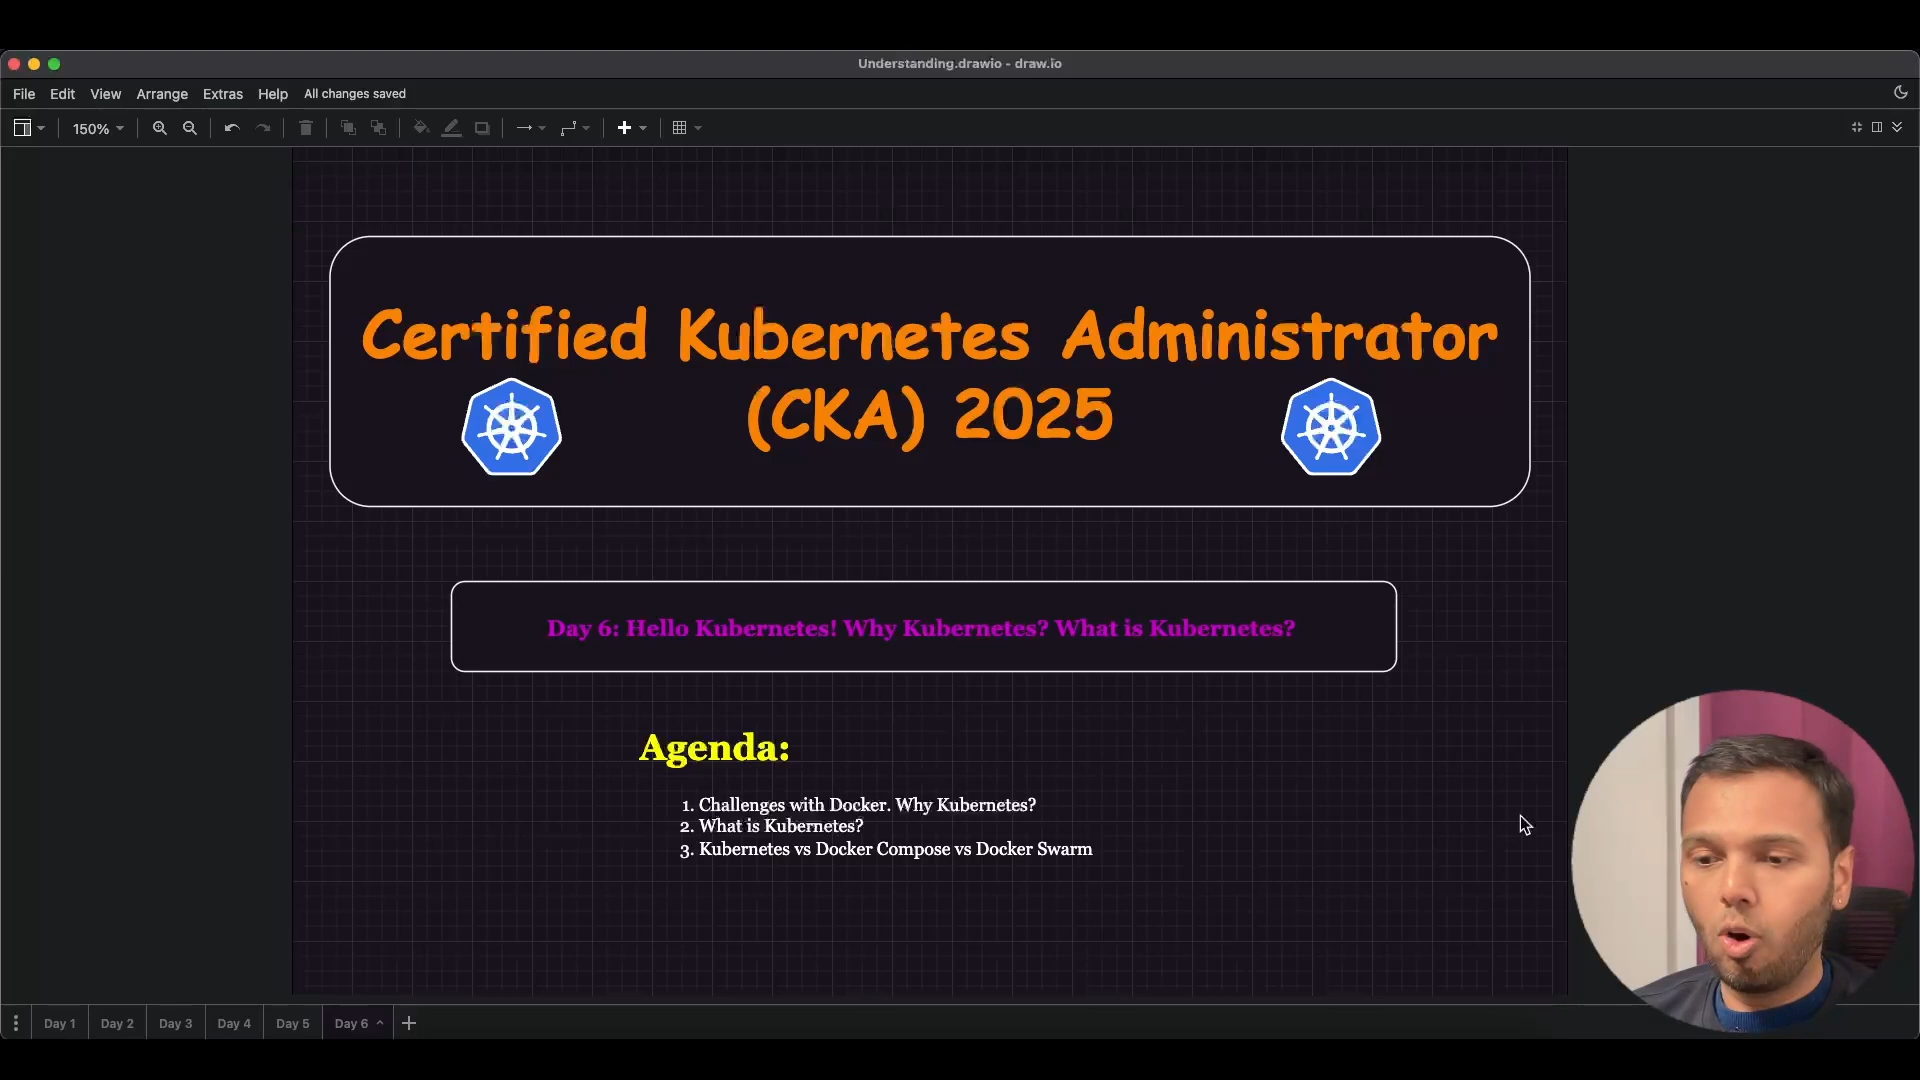 Understanding.drawio - draw.io
File Edit View Arrange Extras Help All changes saved
150%
Certified Kubernetes Administrator
(CKA) 2025
Day 6: Hello Kubernetes! Why Kubernetes? What is Kubernetes?
Agenda:
1. Challenges with Docker. Why Kubernetes?
2. What is Kubernetes?
3. Kubernetes vs Docker Compose vs Docker Swarm
Day 1 Day 2 Day 3 Day 4 Day 5 Day 6